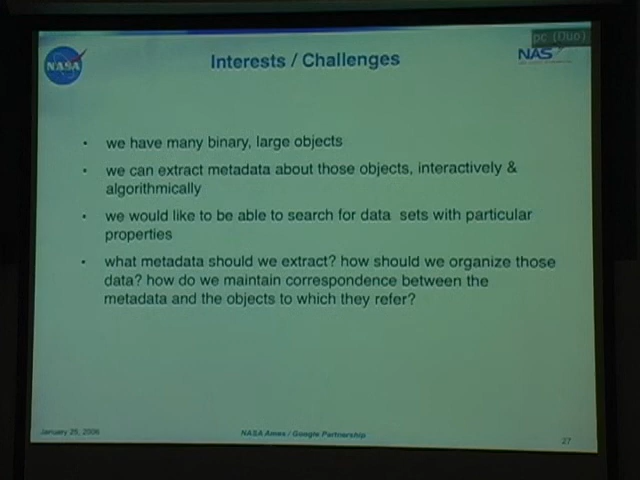 pc (Duo)
NASA
NAS
Interests / Challenges
• we have many binary, large objects
• we can extract metadata about those objects, interactively &
algorithmically
• we would like to be able to search for data sets with particular
properties
• what metadata should we extract? how should we organize those
data? how do we maintain correspondence between the
metadata and the objects to which they refer?
January 25, 2006
NASA Ames / Google Partnership
27